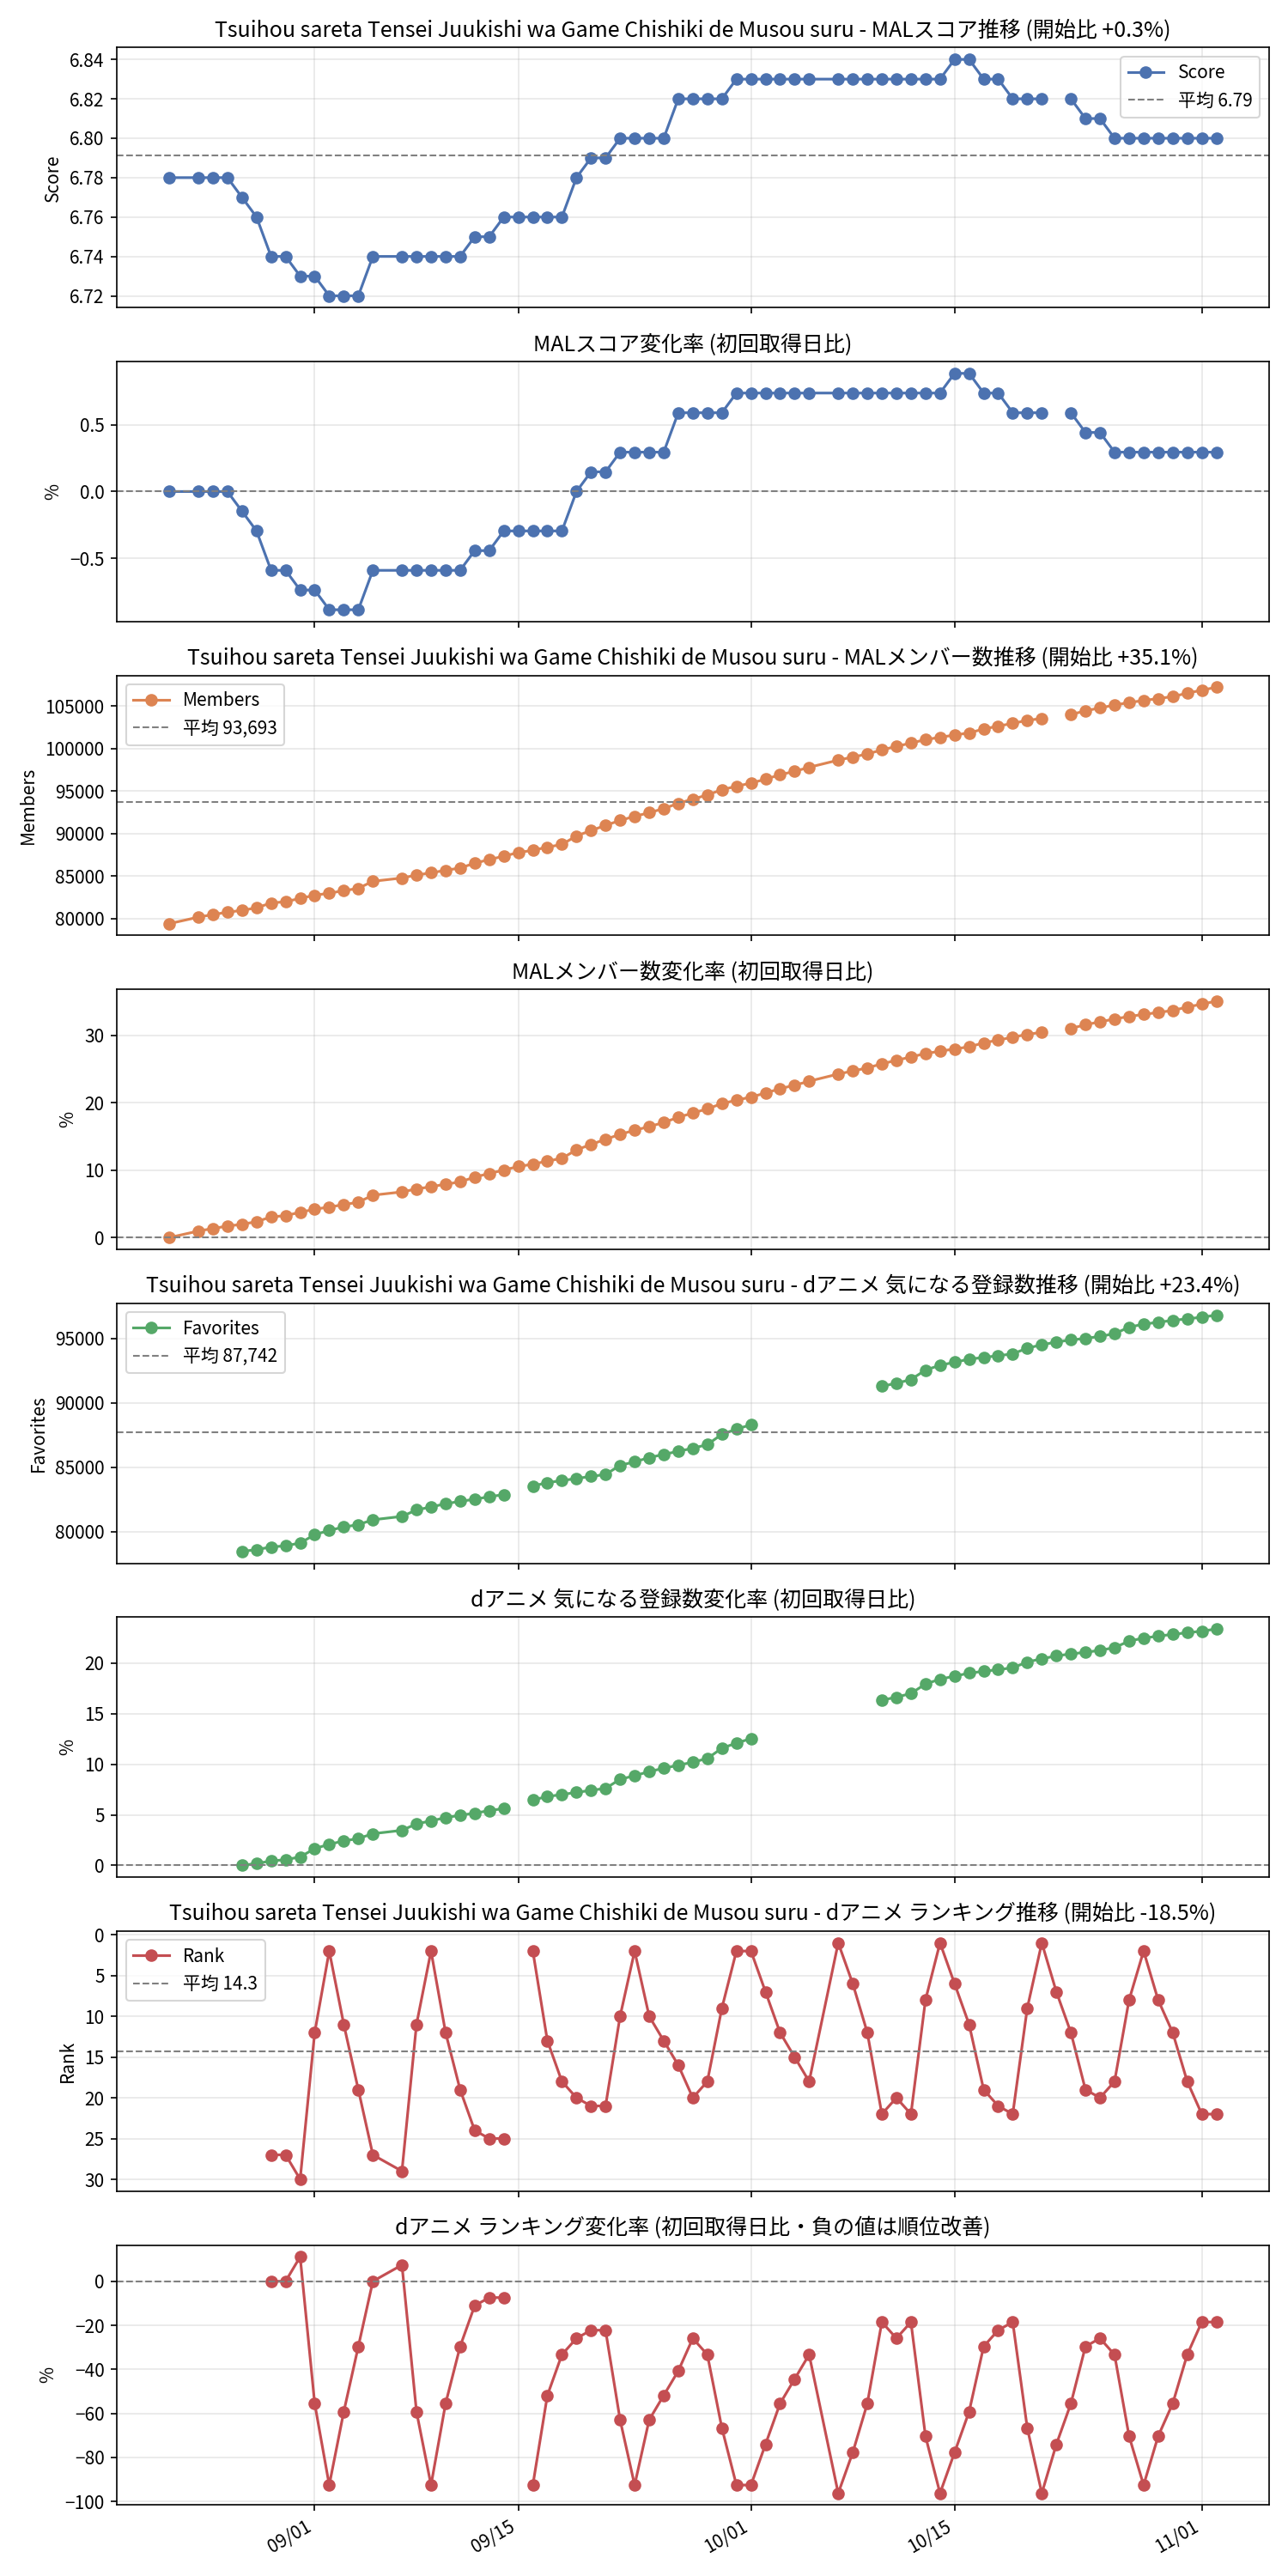 Tsuihou sareta Tensei Juukishi wa Game Chishiki de Musou suru - MALスコア推移 (開始比 +0.3%)
Score
6.84
6.82
6.80
6.78
6.76
6.74
6.72
Score
平均 6.79
MALスコア変化率 (初回取得日比)
%
0.5
0.0
−0.5
Tsuihou sareta Tensei Juukishi wa Game Chishiki de Musou suru - MALメンバー数推移 (開始比 +35.1%)
Members
105000
100000
95000
90000
85000
80000
Members
平均 93,693
MALメンバー数変化率 (初回取得日比)
%
30
20
10
0
Tsuihou sareta Tensei Juukishi wa Game Chishiki de Musou suru - dアニメ 気になる登録数推移 (開始比 +23.4%)
Favorites
95000
90000
85000
80000
Favorites
平均 87,742
dアニメ 気になる登録数変化率 (初回取得日比)
%
20
15
10
5
0
Tsuihou sareta Tensei Juukishi wa Game Chishiki de Musou suru - dアニメ ランキング推移 (開始比 -18.5%)
Rank
0
5
10
15
20
25
30
Rank
平均 14.3
dアニメ ランキング変化率 (初回取得日比・負の値は順位改善)
%
0
−20
−40
−60
−80
−100
09/01
09/15
10/01
10/15
11/01